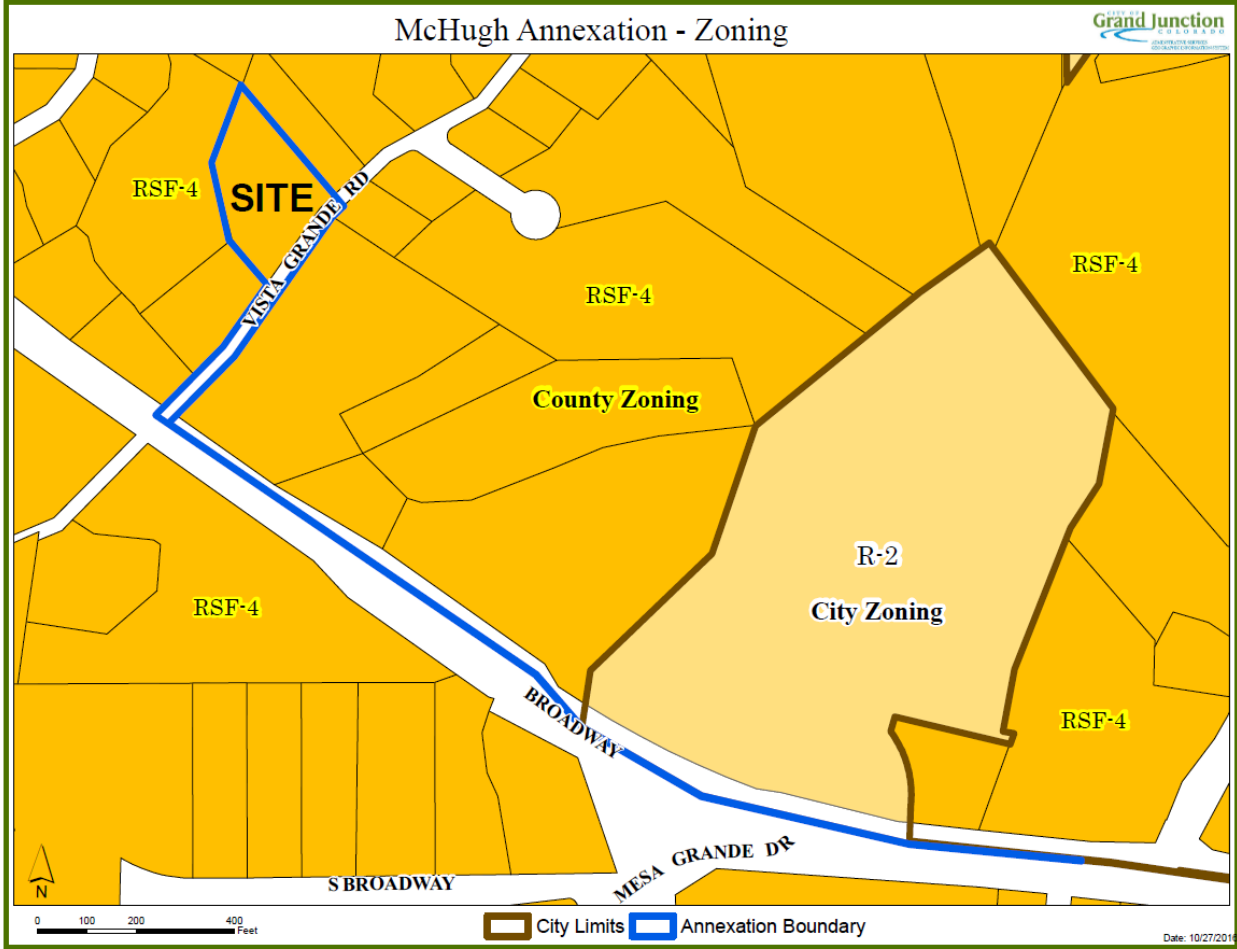 McHugh Annexation - Zoning
CITY OF
Grand Junction
COLORADO
ADMINISTRATIVE SERVICES
GEOGRAPHIC INFORMATION SYSTEM
RSF-4
SITE
VISTA GRANDE RD
RSF-4
RSF-4
County Zoning
R-2
City Zoning
RSF-4
RSF-4
BROADWAY
MESA GRANDE DR
S BROADWAY
N
0 100 200 400
Feet
City Limits
Annexation Boundary
Date: 10/27/2016